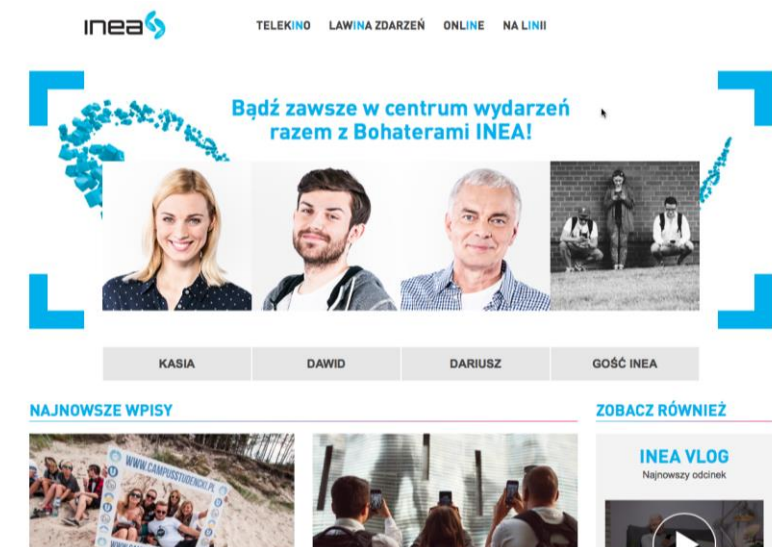 INEA
TELEKINO LAWINA ZDARZEŃ ONLINE NA LINII
Bądź zawsze w centrum wydarzeń
razem z Bohaterami INEA!
KASIA DAWID DARIUSZ GOŚĆ INEA
NAJNOWSZE WPISY
ZOBACZ RÓWNIEŻ
WWW.CAMPUSSTUDENCKI.PL
INEA VLOG
Najnowszy odcinek